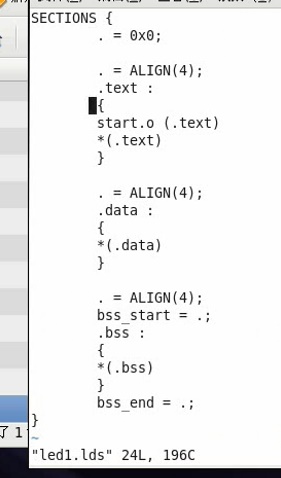 SECTIONS {
. = 0x0;
. = ALIGN(4);
.text :
{
start.o (.text)
*(.text)
}
. = ALIGN(4);
.data :
{
*(.data)
}
. = ALIGN(4);
bss_start = .;
.bss :
{
*(.bss)
}
bss_end = .;
}
~
"led1.lds" 24L, 196C
1